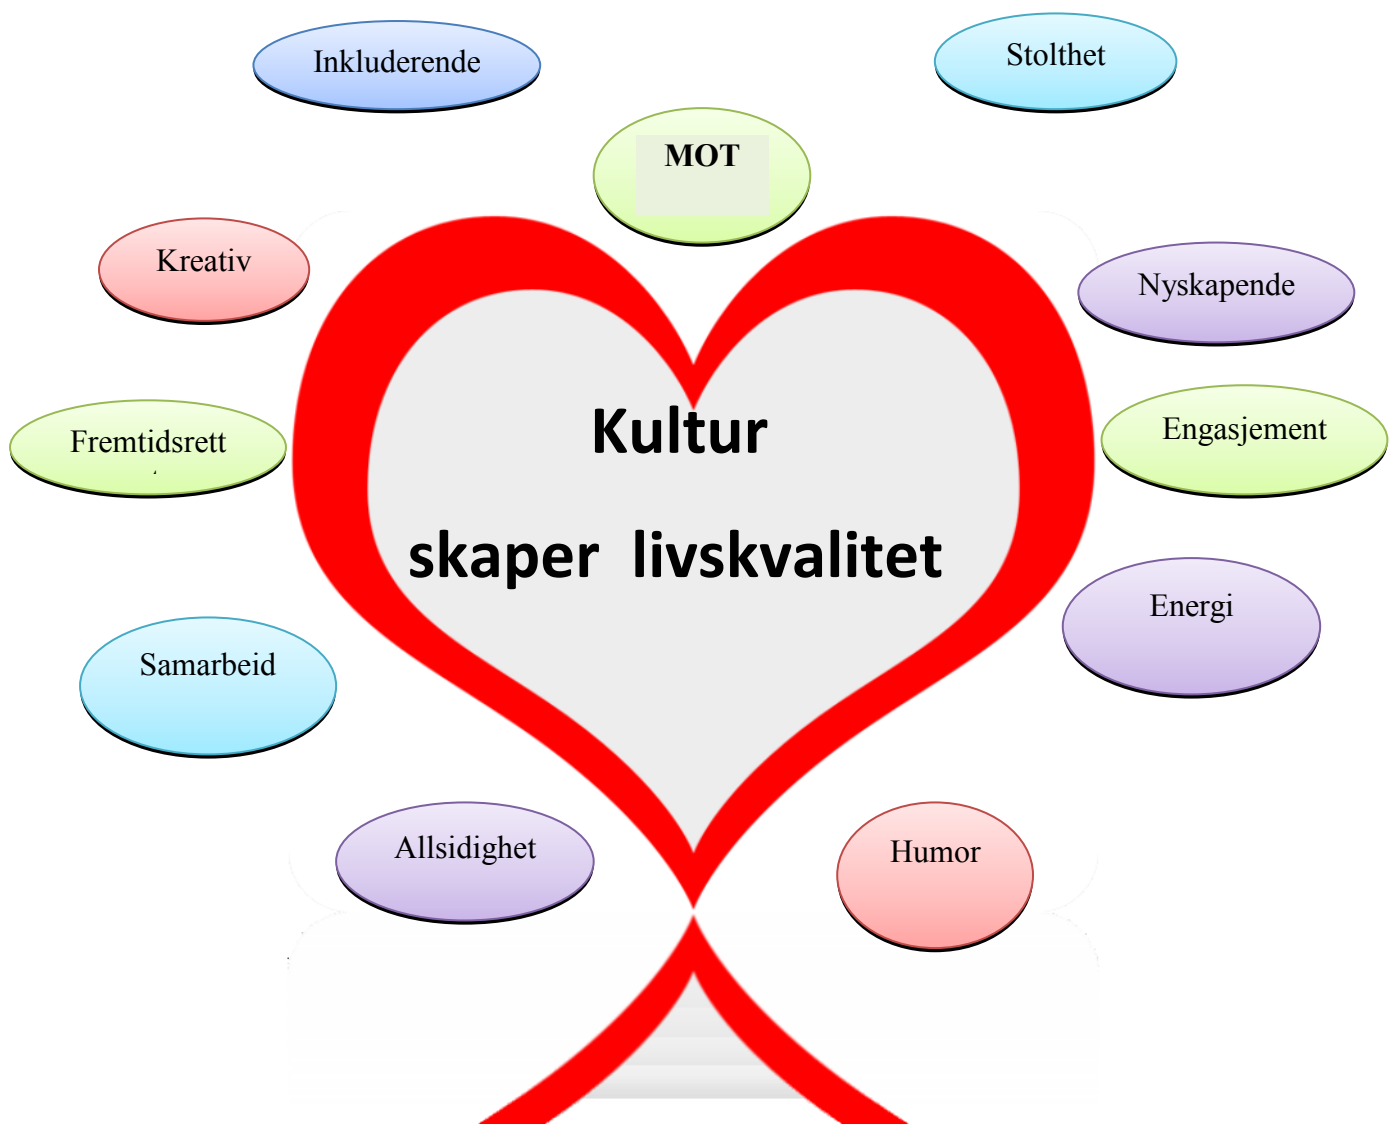 Inkluderende
Stolthet
MOT
Kreativ
Nyskapende
Fremtidsrett
Engasjement
Kultur
skaper livskvalitet
Energi
Samarbeid
Allsidighet
Humor